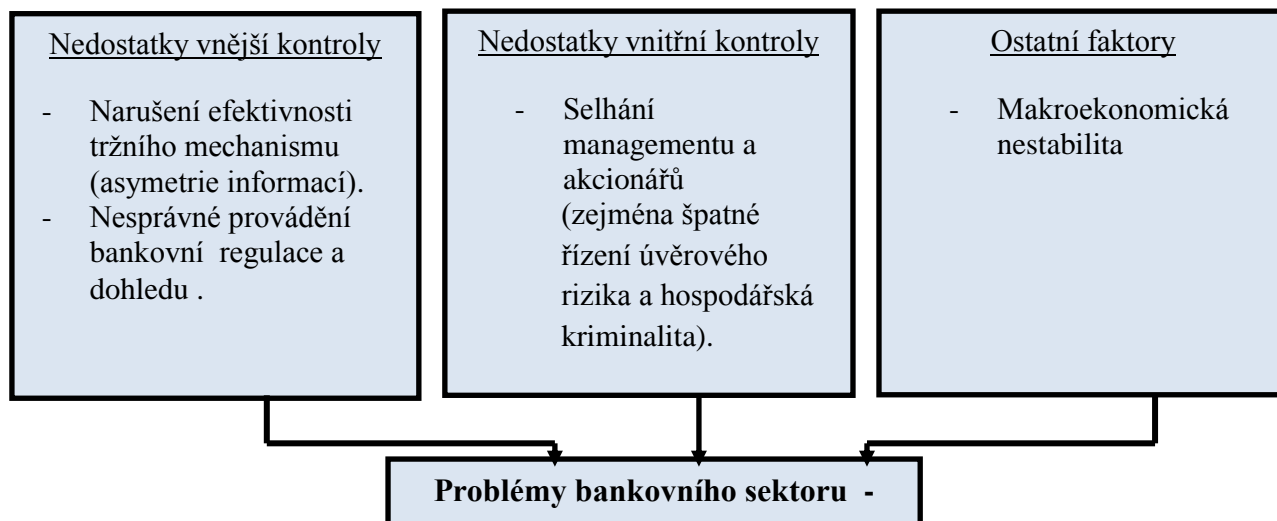 Nedostatky vnější kontroly
- Narušení efektivnosti
tržního mechanismu
(asymetrie informací).
- Nesprávné provádění
bankovní regulace a
dohledu .
Nedostatky vnitřní kontroly
- Selhání
managementu a
akcionářů
(zejména špatné
řízení úvěrového
rizika a hospodářská
kriminalita).
Ostatní faktory
- Makroekonomická
nestabilita
Problémy bankovního sektoru -